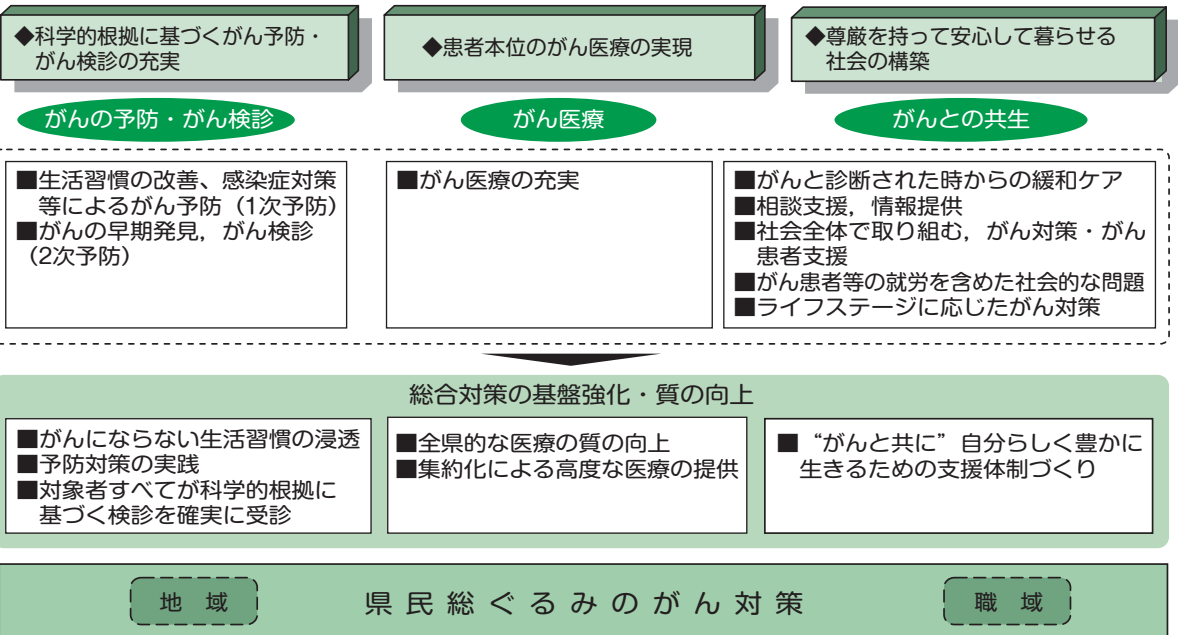 ◆科学的根拠に基づくがん予防・
がん検診の充実
◆患者本位のがん医療の実現
◆尊厳を持って安心して暮らせる
社会の構築
がんの予防・がん検診
がん医療
がんとの共生
■生活習慣の改善、感染症対策
等によるがん予防（1次予防）
■がんの早期発見，がん検診
（2次予防）
■がん医療の充実
■がんと診断された時からの緩和ケア
■相談支援，情報提供
■社会全体で取り組む，がん対策・がん
患者支援
■がん患者等の就労を含めた社会的な問題
■ライフステージに応じたがん対策
総合対策の基盤強化・質の向上
■がんにならない生活習慣の浸透
■予防対策の実践
■対象者すべてが科学的根拠に
基づく検診を確実に受診
■全県的な医療の質の向上
■集約化による高度な医療の提供
■“がんと共に”自分らしく豊かに
生きるための支援体制づくり
地域
県民総ぐるみのがん対策
職域